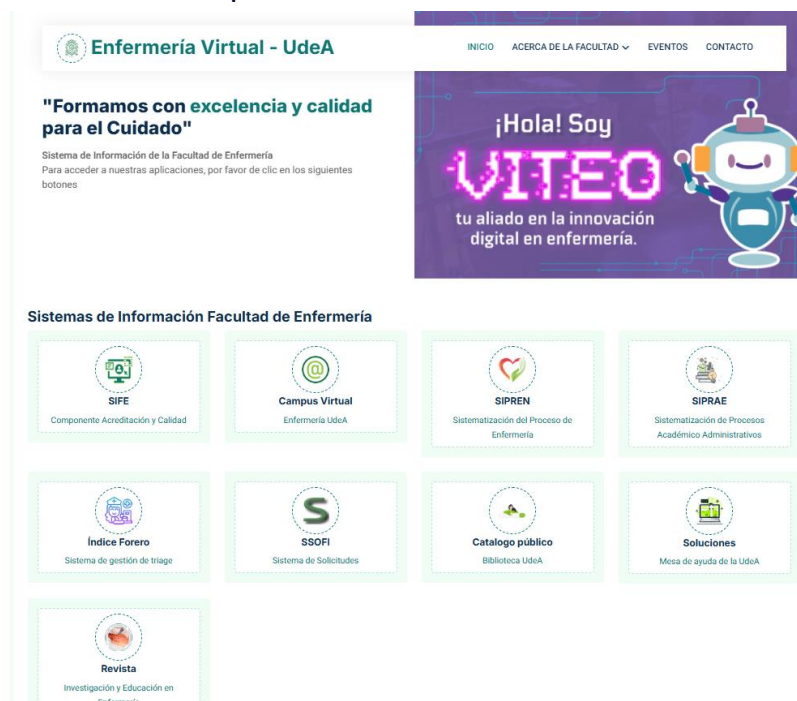 Enfermería Virtual - UdeA
INICIO
ACERCA DE LA FACULTAD
EVENTOS
CONTACTO
"Formamos con excelencia y calidad
para el Cuidado"
Sistema de Información de la Facultad de Enfermería
Para acceder a nuestras aplicaciones, por favor de clic en los siguientes
botones
¡Hola! Soy
VITEO
tu aliado en la innovación
digital en enfermería.
Sistemas de Información Facultad de Enfermería
SIFE
Componente Acreditación y Calidad
Campus Virtual
Enfermería UdeA
SIPREN
Sistematización del Proceso de
Enfermería
SIPRAE
Sistematización de Procesos
Académico Administrativos
Índice Forero
Sistema de gestión de triage
SSOFI
Sistema de Solicitudes
Catalogo público
Biblioteca UdeA
Soluciones
Mesa de ayuda de la UdeA
Revista
Investigación y Educación en